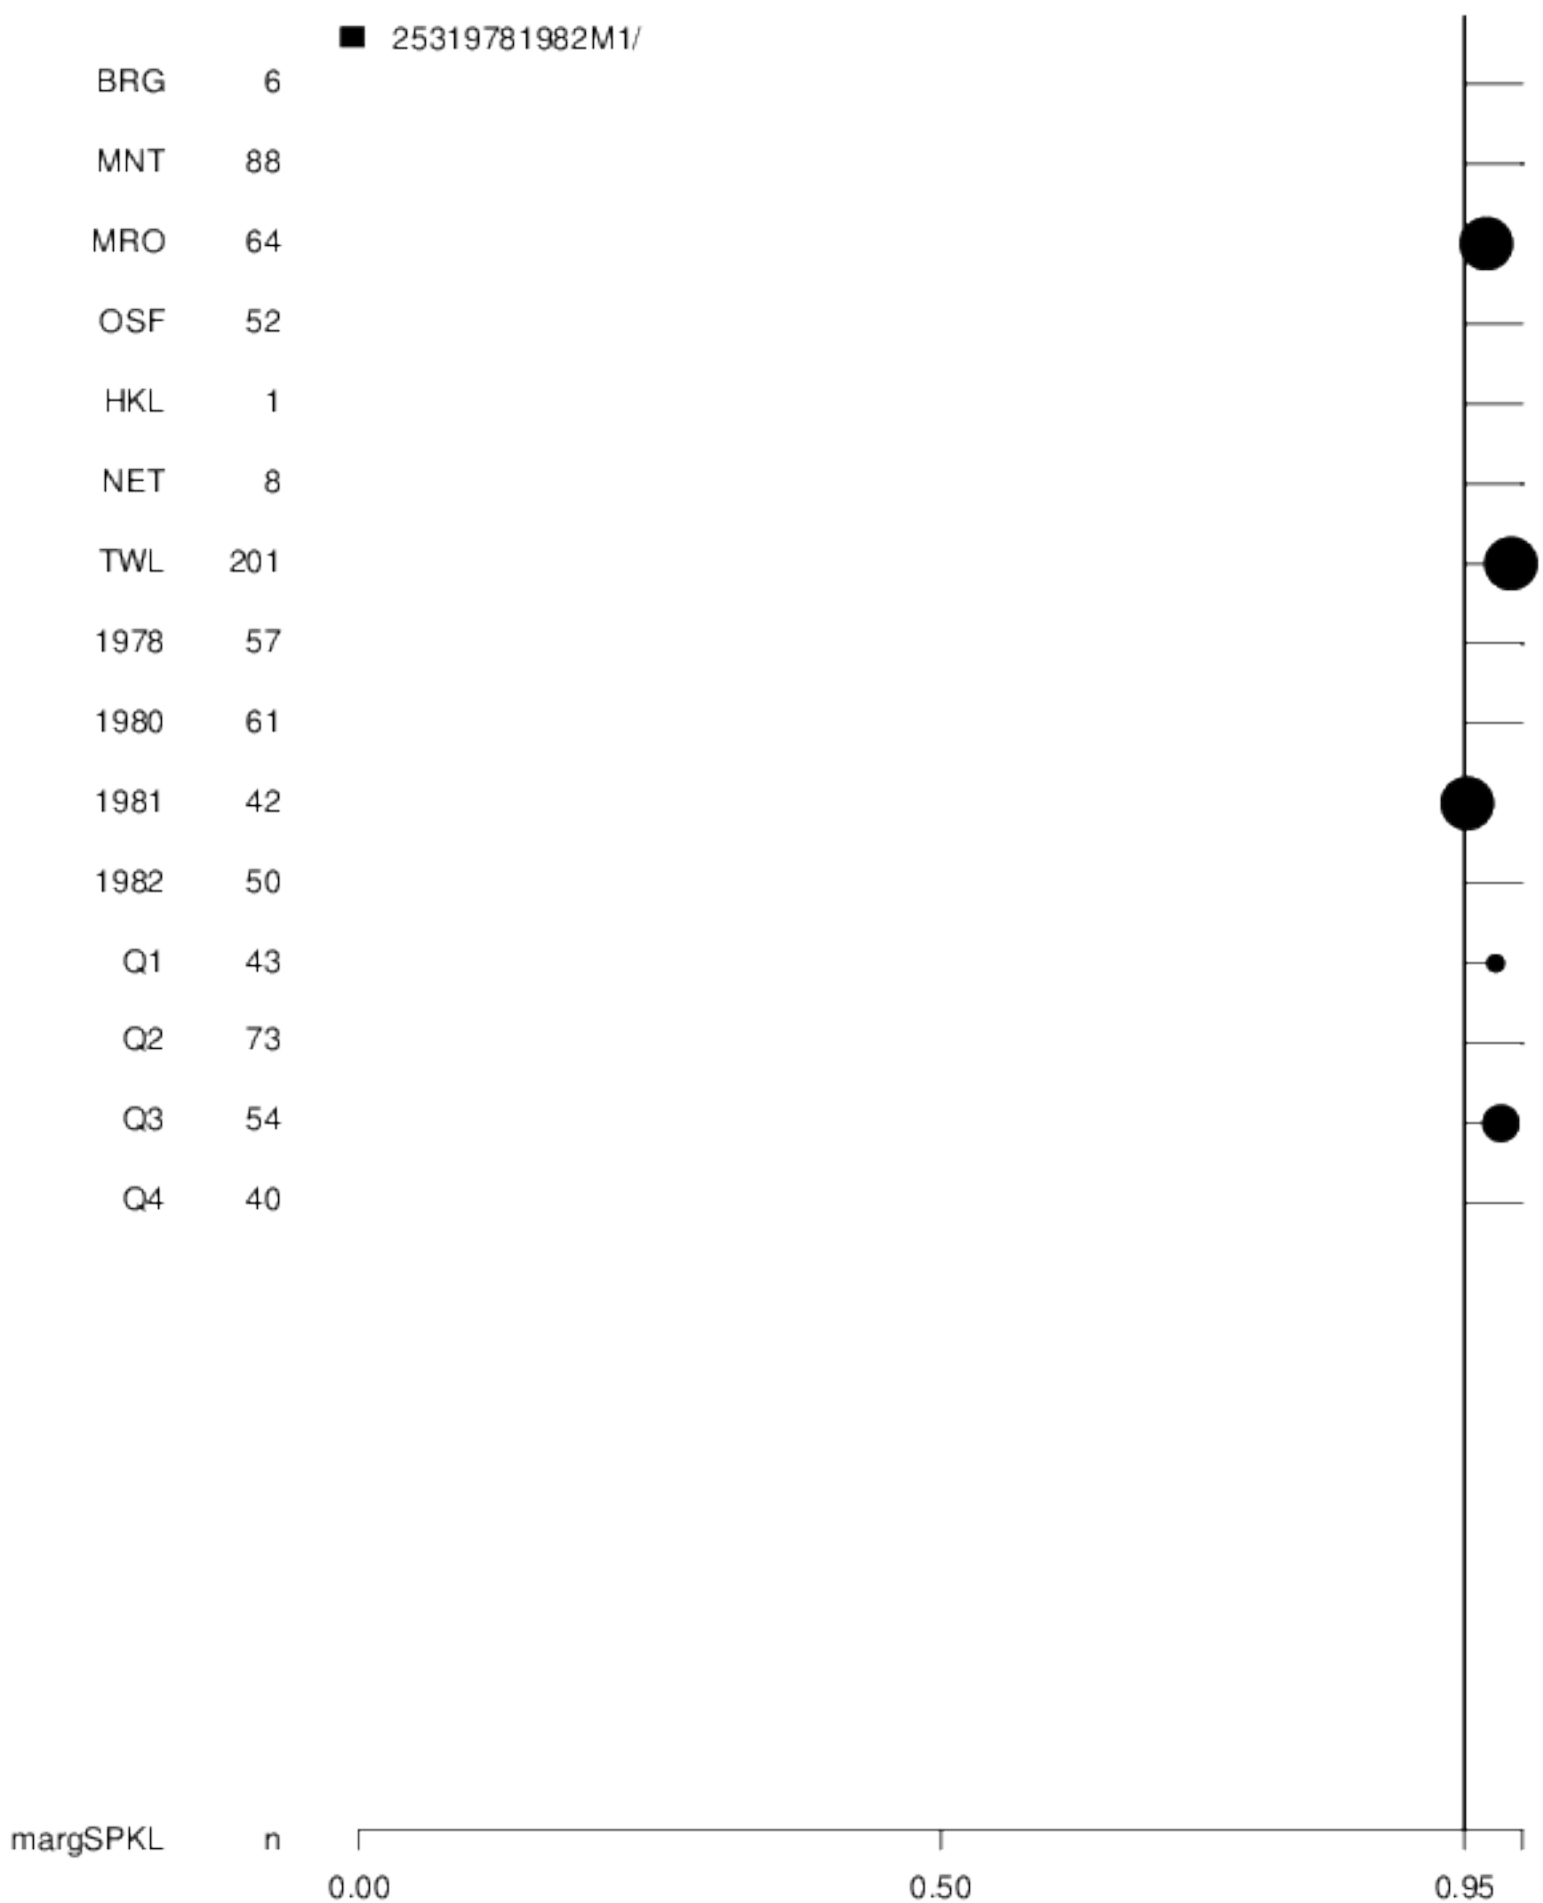 25319781982M1/
BRG 6
MNT 88
MRO 64
OSF 52
HKL 1
NET 8
TWL 201
1978 57
1980 61
1981 42
1982 50
Q1 43
Q2 73
Q3 54
Q4 40
margSPKL n
0.00 0.50 0.95